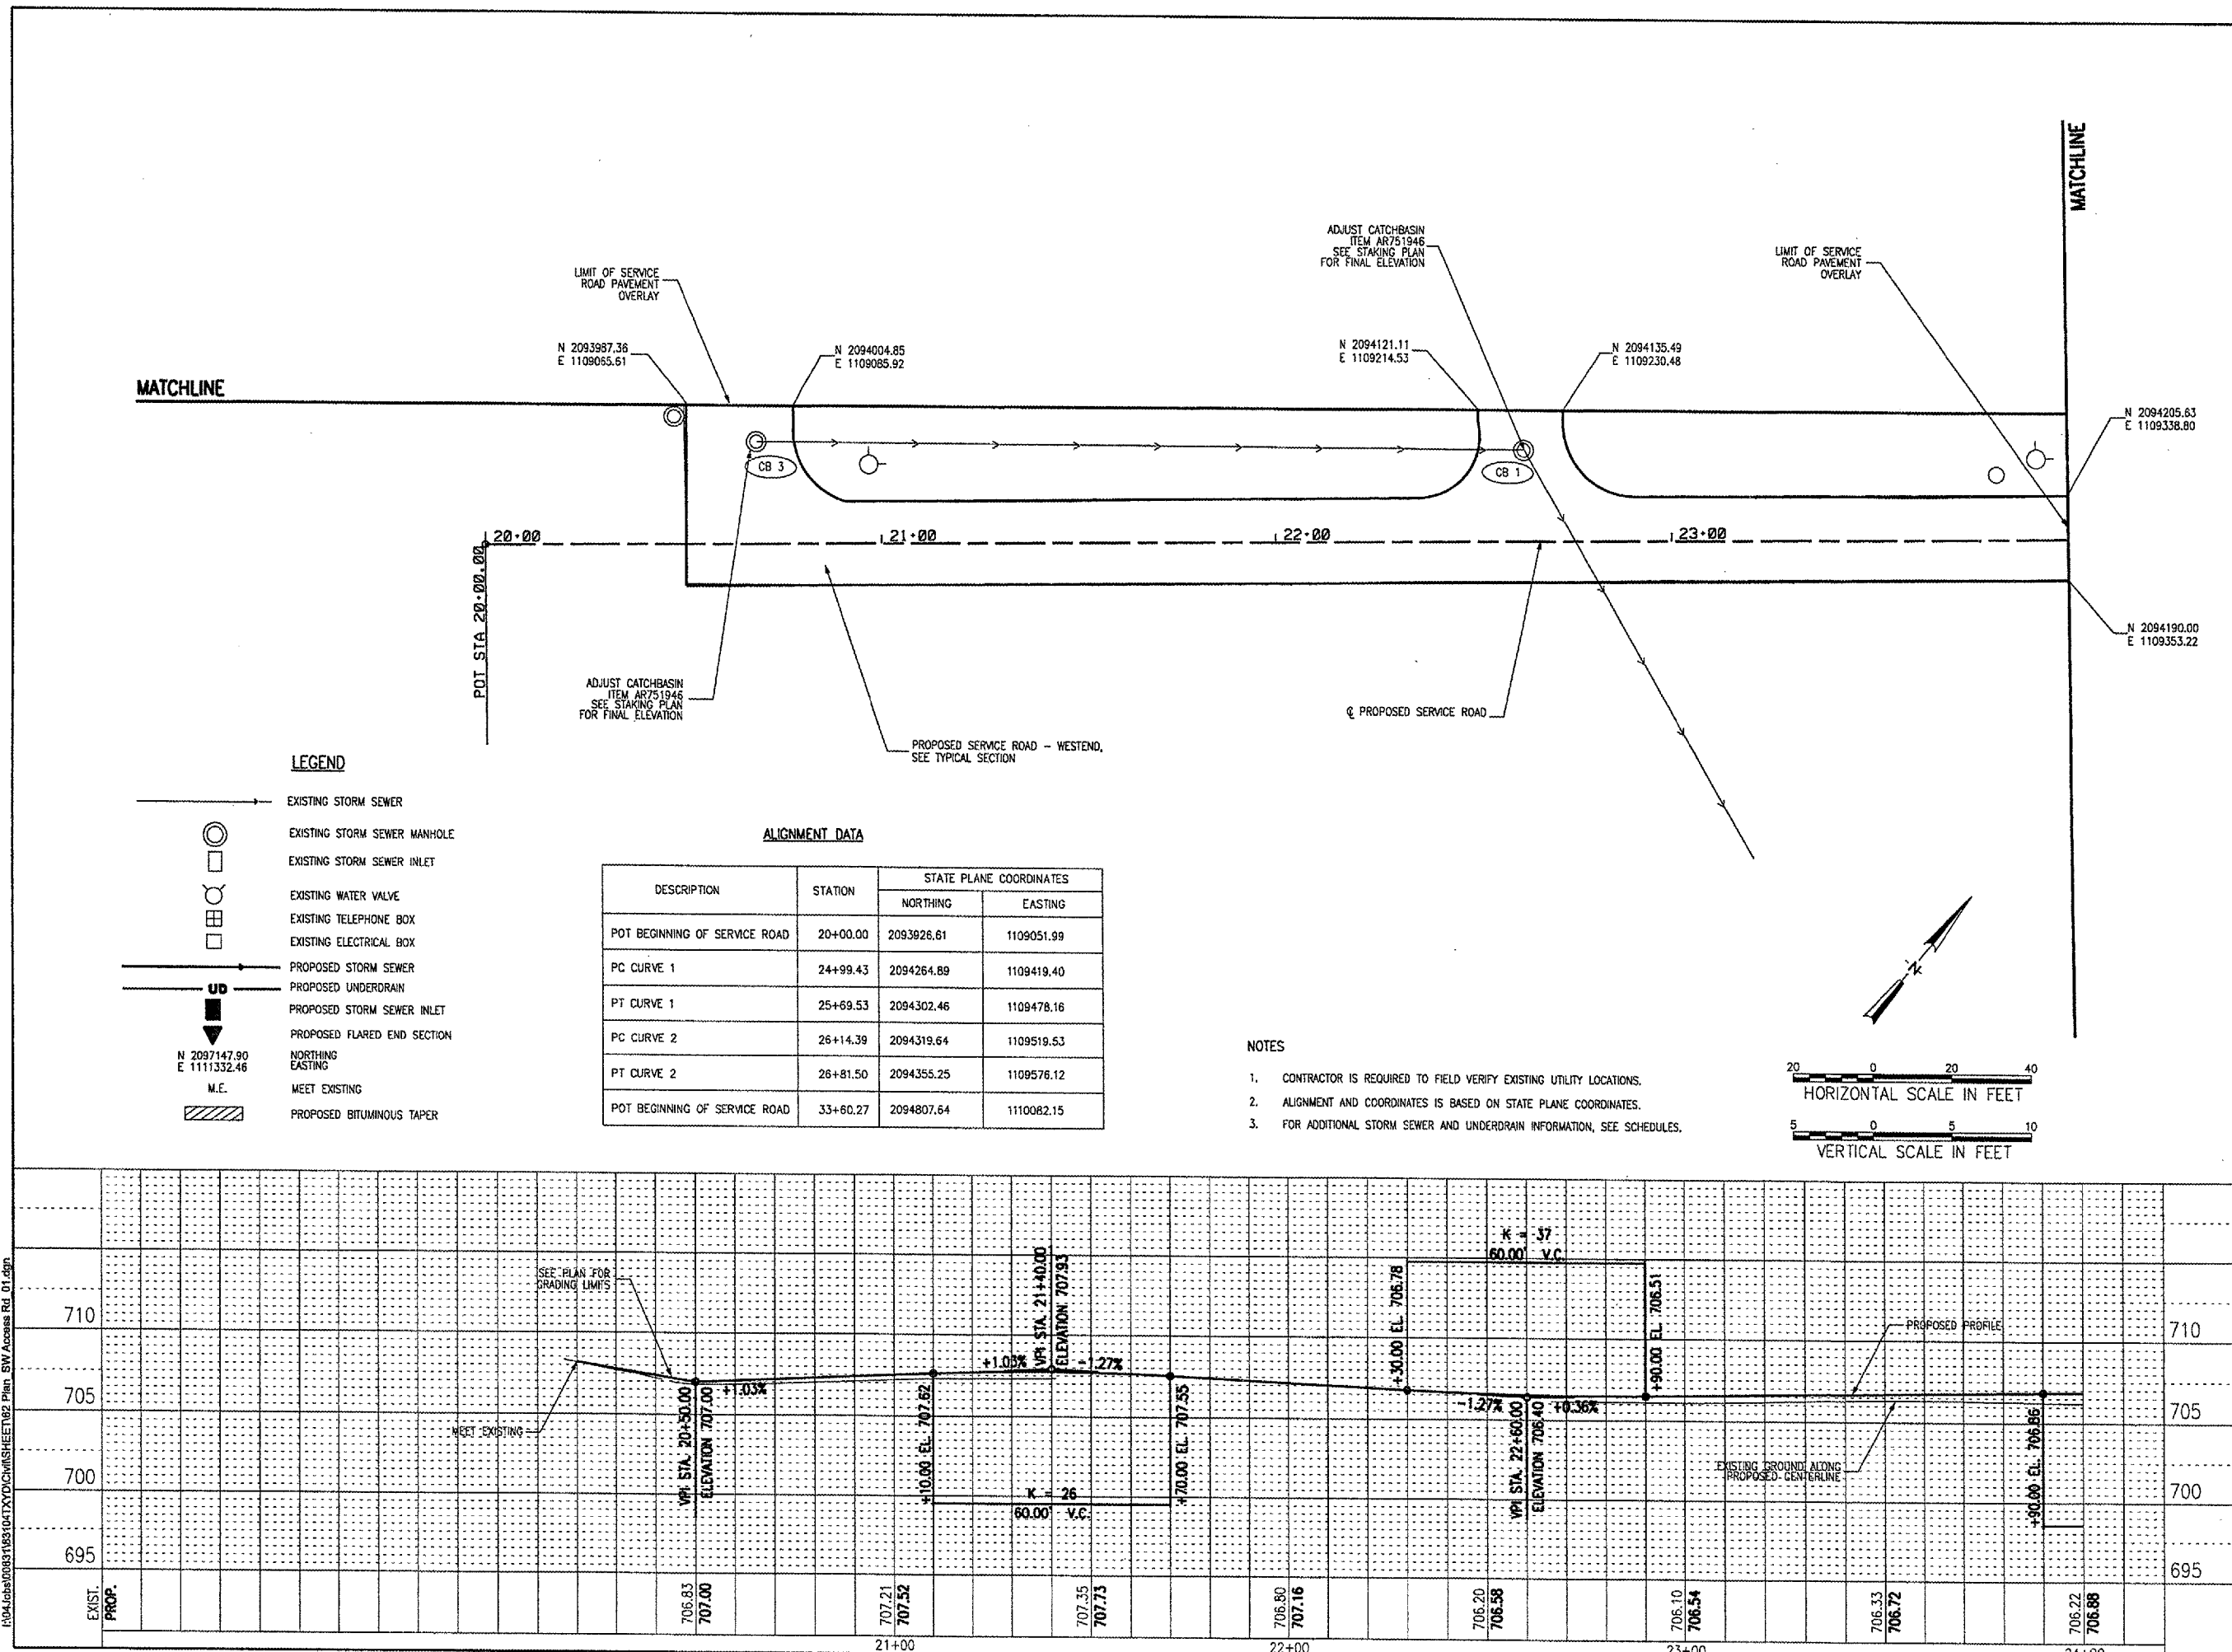 MATCHLINE
ADJUST CATCHBASIN
ITEM AR751946
SEE STAKING PLAN
FOR FINAL ELEVATION
LIMIT OF SERVICE
ROAD PAVEMENT
OVERLAY
LIMIT OF SERVICE
ROAD PAVEMENT
OVERLAY
N 2093987.36
E 1109065.61
N 2094004.85
E 1109085.92
N 2094121.11
E 1109214.53
N 2094135.49
E 1109230.48
MATCHLINE
N 2094205.63
E 1109338.80
CB 3
CB 1
20+00
21+00
22+00
23+00
POT STA 20+00.00
N 2094190.00
E 1109353.22
ADJUST CATCHBASIN
ITEM AR751946
SEE STAKING PLAN
FOR FINAL ELEVATION
℄ PROPOSED SERVICE ROAD
PROPOSED SERVICE ROAD - WESTEND,
SEE TYPICAL SECTION
LEGEND
EXISTING STORM SEWER
EXISTING STORM SEWER MANHOLE
EXISTING STORM SEWER INLET
EXISTING WATER VALVE
EXISTING TELEPHONE BOX
EXISTING ELECTRICAL BOX
PROPOSED STORM SEWER
UD PROPOSED UNDERDRAIN
PROPOSED STORM SEWER INLET
PROPOSED FLARED END SECTION
N 2097147.90 NORTHING
E 1111332.46 EASTING
M.E. MEET EXISTING
PROPOSED BITUMINOUS TAPER
ALIGNMENT DATA
DESCRIPTION STATION STATE PLANE COORDINATES
NORTHING EASTING
POT BEGINNING OF SERVICE ROAD 20+00.00 2093926.61 1109051.99
PC CURVE 1 24+99.43 2094264.89 1109419.40
PT CURVE 1 25+69.53 2094302.46 1109478.16
PC CURVE 2 26+14.39 2094319.64 1109519.53
PT CURVE 2 26+81.50 2094355.25 1109576.12
POT BEGINNING OF SERVICE ROAD 33+60.27 2094807.64 1110082.15
N
NOTES
1. CONTRACTOR IS REQUIRED TO FIELD VERIFY EXISTING UTILITY LOCATIONS.
2. ALIGNMENT AND COORDINATES IS BASED ON STATE PLANE COORDINATES.
3. FOR ADDITIONAL STORM SEWER AND UNDERDRAIN INFORMATION, SEE SCHEDULES.
20 0 20 40
HORIZONTAL SCALE IN FEET
5 0 5 10
VERTICAL SCALE IN FEET
K = 37
60.00' V.C.
SEE PLAN FOR
GRADING LIMITS
MEET EXISTING
VPI STA. 20+50.00
ELEVATION 707.00
+1.03%
+10.00 EL. 707.62
+1.03%
VPI STA. 21+40.00
ELEVATION 707.93
-1.27%
+70.00 EL. 707.55
K = 26
60.00' V.C.
+30.00 EL. 706.78
-1.27%
VPI STA. 22+60.00
ELEVATION 706.40
+0.36%
+90.00 EL. 706.51
PROPOSED PROFILE
EXISTING GROUND ALONG
PROPOSED CENTERLINE
+90.00 EL. 706.86
710
705
700
695
710
705
700
695
EXIST.
PROP.
706.83
707.00
707.21
707.52
707.35
707.73
706.80
707.16
706.20
706.58
706.10
706.54
706.33
706.72
706.22
706.88
21+00
22+00
23+00